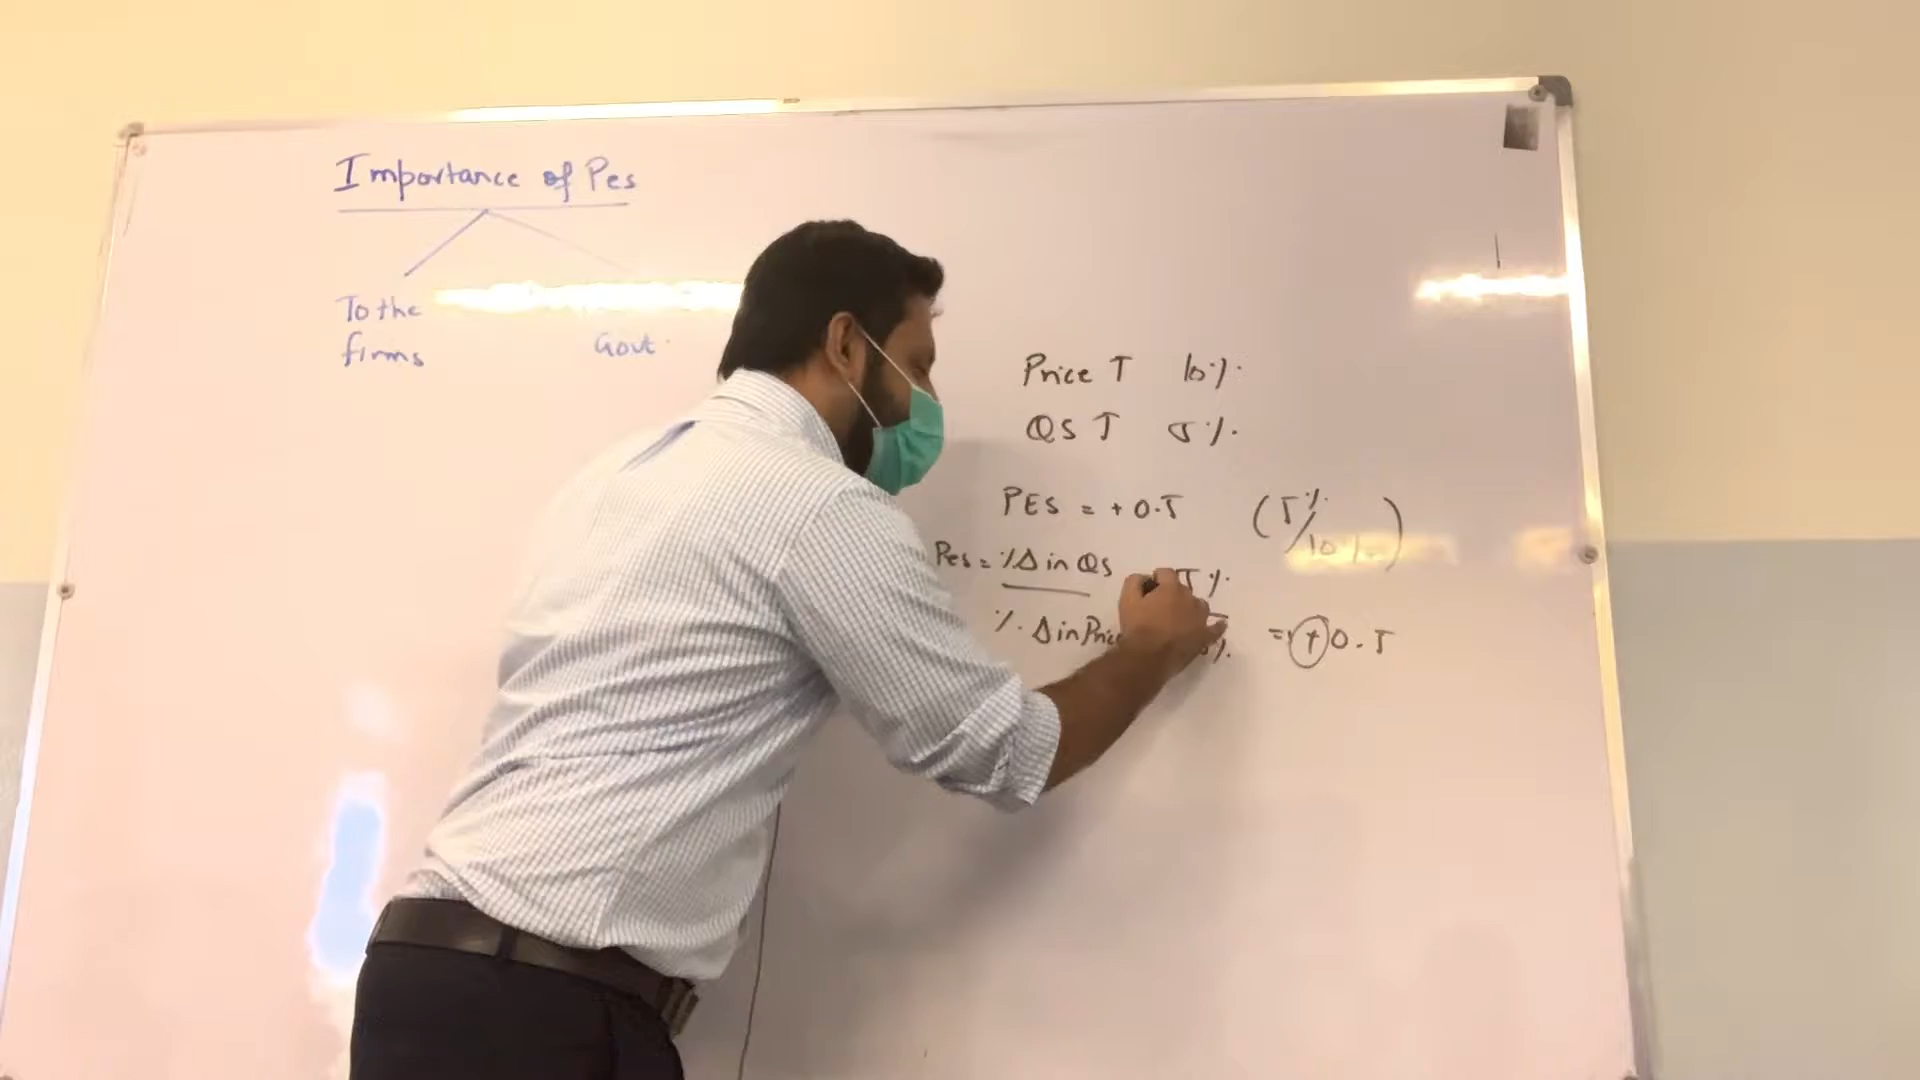 Importance of Pes
To the
firms
Govt.
Price ↑ 10%
QS ↑ 5%
PES = + 0.5 (5%/10%)
Pes = %Δ in Qs 5%
% Δ in Price % = +0.5